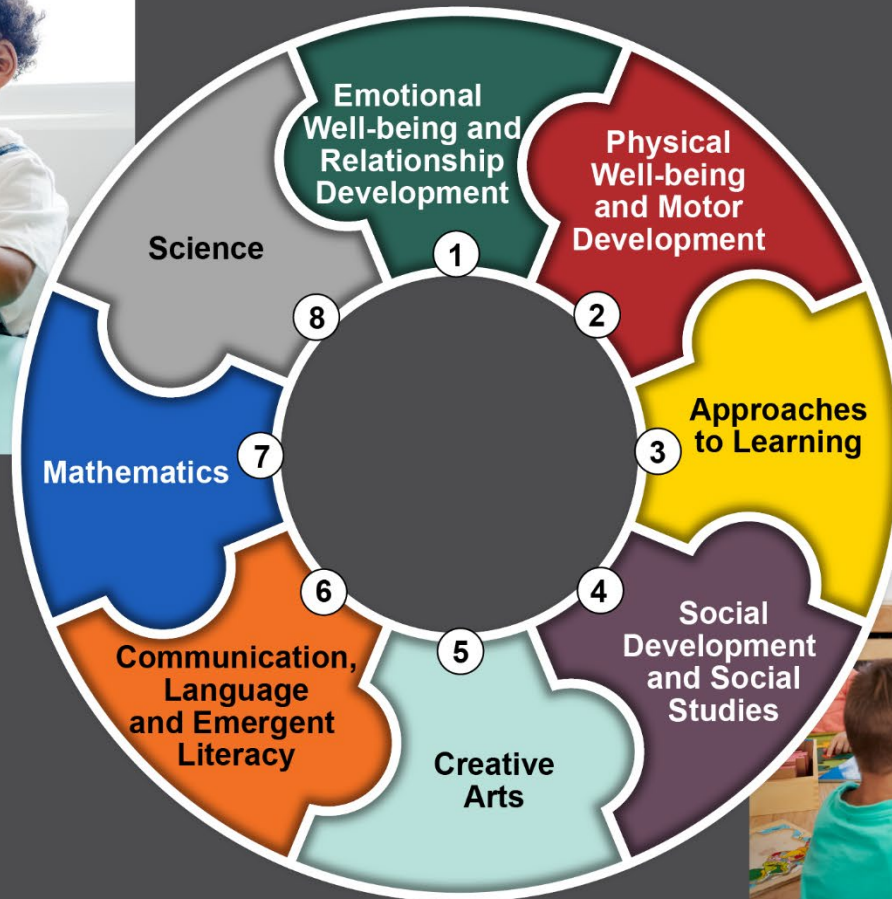 Emotional
Well-being and
Relationship
Development
1
Physical
Well-being
and Motor
Development
2
Approaches
to Learning
3
Social
Development
and Social
Studies
4
Creative
Arts
5
Communication,
Language
and Emergent
Literacy
6
Mathematics
7
Science
8